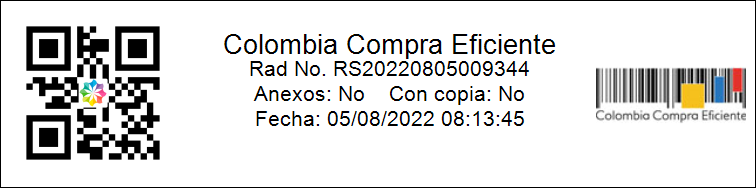 Colombia Compra Eficiente
Rad No. RS20220805009344
Anexos: No    Con copia: No
Fecha: 05/08/2022 08:13:45
Colombia Compra Eficiente